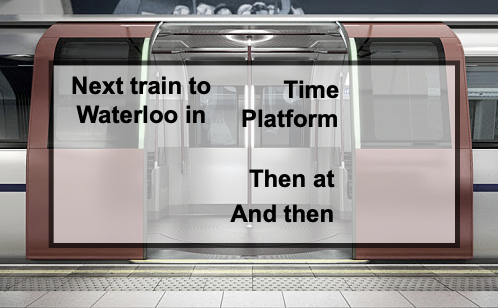 Next train to
Waterloo in
Time
Platform
Then at
And then